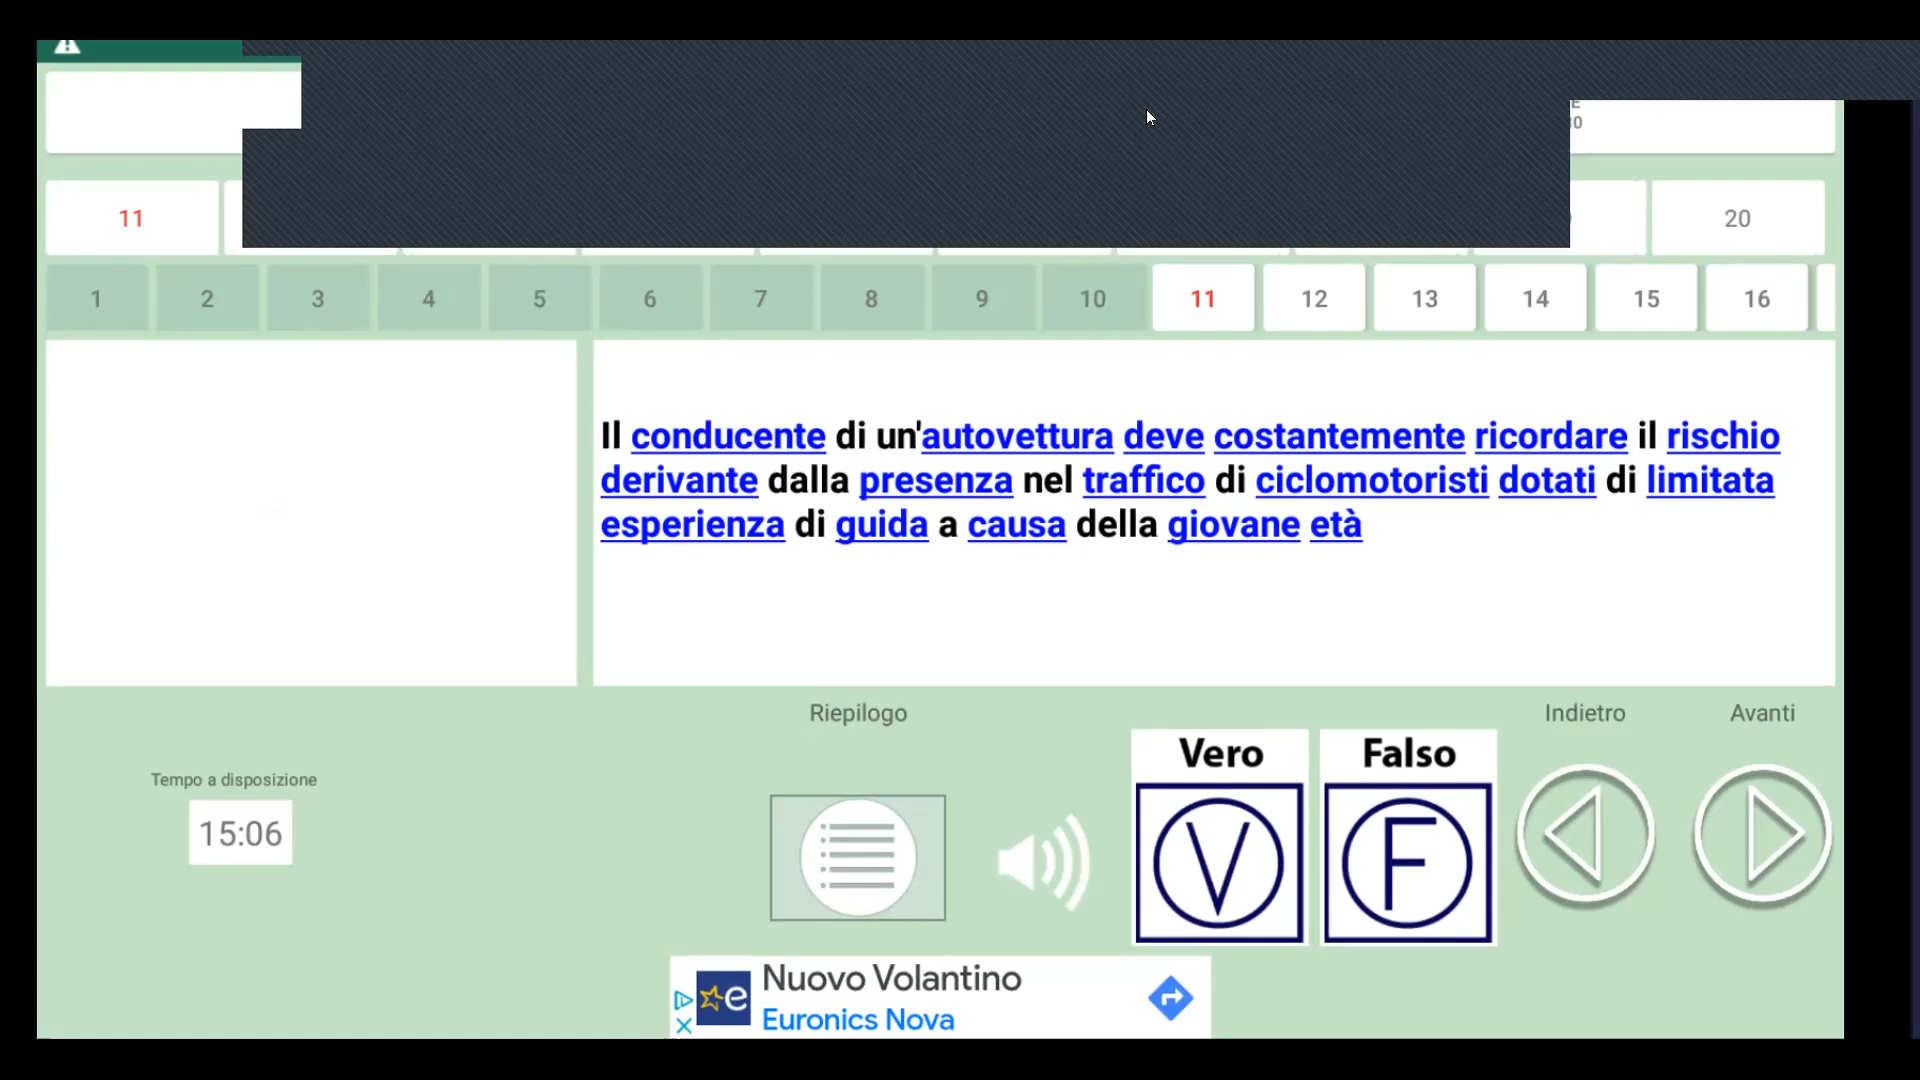 E
30
11
20
1 2 3 4 5 6 7 8 9 10 11 12 13 14 15 16
Il conducente di un'autovettura deve costantemente ricordare il rischio
derivante dalla presenza nel traffico di ciclomotoristi dotati di limitata
esperienza di guida a causa della giovane età
Riepilogo
Indietro
Avanti
Vero
Falso
Tempo a disposizione
15:06
V
F
Nuovo Volantino
Euronics Nova